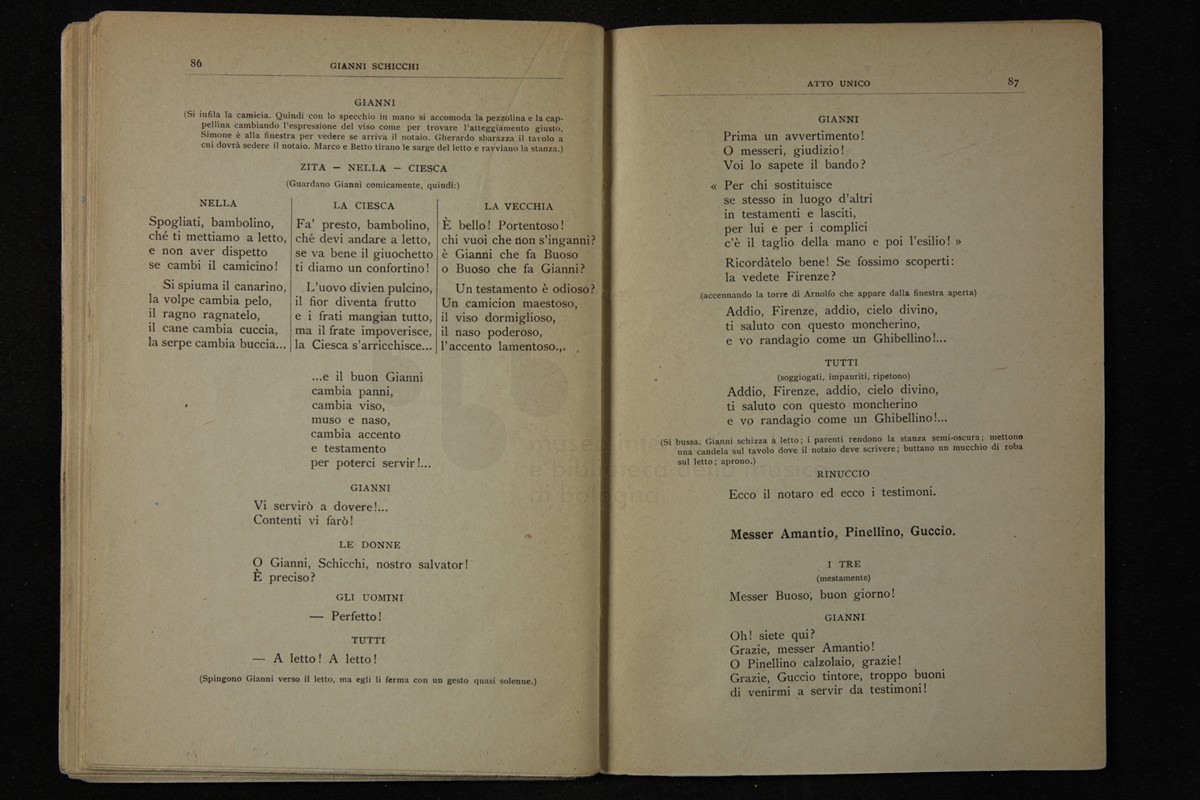 86
GIANNI SCHICCHI
GIANNI
(Si infila la camicia. Quindi con lo specchio in mano si accomoda la pezzolina e la cap-
pellina cambiando l'espressione del viso come per trovare l'atteggiamento giusto.
Simone è alla finestra per vedere se arriva il notaio. Gherardo sbarazza il tavolo a
cui dovrà sedere il notaio. Marco e Betto tirano le sarge del letto e ravviano la stanza.)
ZITA — NELLA — CIESCA
(Guardano Gianni comicamente, quindi:)
NELLA
Spogliati, bambolino,
ché ti mettiamo a letto,
e non aver dispetto
se cambi il camicino!
Si spiuma il canarino,
la volpe cambia pelo,
il ragno ragnatelo,
il cane cambia cuccia,
la serpe cambia buccia...
LA CIESCA
Fa' presto, bambolino,
ché devi andare a letto,
se va bene il giuochetto
ti diamo un confortino!
L'uovo divien pulcino,
il fior diventa frutto
e i frati mangian tutto,
ma il frate impoverisce,
la Ciesca s'arricchisce...
LA VECCHIA
È bello! Portentoso!
chi vuoi che non s'inganni?
è Gianni che fa Buoso
o Buoso che fa Gianni?
Un testamento è odioso?
Un camicion maestoso,
il viso dormiglioso,
il naso poderoso,
l'accento lamentoso...
...e il buon Gianni
cambia panni,
cambia viso,
muso e naso,
cambia accento
e testamento
per poterci servir!...
GIANNI
Vi servirò a dovere!...
Contenti vi farò!
LE DONNE
O Gianni, Schicchi, nostro salvator!
È preciso?
GLI UOMINI
— Perfetto!
TUTTI
— A letto! A letto!
(Spingono Gianni verso il letto, ma egli li ferma con un gesto quasi solenne.)
ATTO UNICO
87
GIANNI
Prima un avvertimento!
O messeri, giudizio!
Voi lo sapete il bando?
« Per chi sostituisce
se stesso in luogo d'altri
in testamenti e lasciti,
per lui e per i complici
c'è il taglio della mano e poi l'esilio! »
Ricordàtelo bene! Se fossimo scoperti:
la vedete Firenze?
(accennando la torre di Arnolfo che appare dalla finestra aperta)
Addio, Firenze, addio, cielo divino,
ti saluto con questo moncherino,
e vo randagio come un Ghibellino!...
TUTTI
(soggiogati, impauriti, ripetono)
Addio, Firenze, addio, cielo divino,
ti saluto con questo moncherino
e vo randagio come un Ghibellino!...
(Si bussa. Gianni schizza a letto; i parenti rendono la stanza semi-oscura; mettono
una candela sul tavolo dove il notaio deve scrivere; buttano un mucchio di roba
sul letto; aprono.)
RINUCCIO
Ecco il notaro ed ecco i testimoni.
Messer Amantio, Pinellino, Guccio.
I TRE
(mestamente)
Messer Buoso, buon giorno!
GIANNI
Oh! siete qui?
Grazie, messer Amantio!
O Pinellino calzolaio, grazie!
Grazie, Guccio tintore, troppo buoni
di venirmi a servir da testimoni!
e biblioteca della musica
di bologna